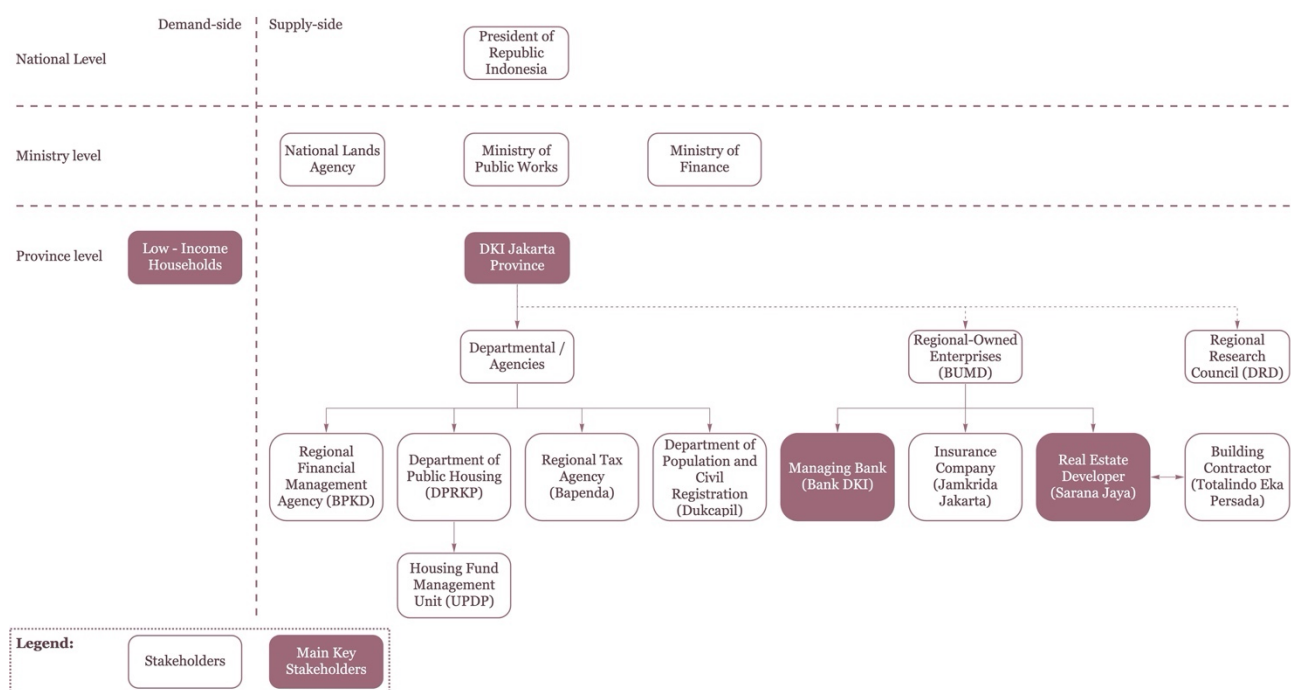 Demand-side
Supply-side
National Level
President of
Republic
Indonesia
Ministry level
National Lands
Agency
Ministry of
Public Works
Ministry of
Finance
Province level
Low - Income
Households
DKI Jakarta
Province
Departmental /
Agencies
Regional-Owned
Enterprises
(BUMD)
Regional
Research
Council (DRD)
Regional
Financial
Management
Agency (BPKD)
Department of
Public Housing
(DPRKP)
Regional Tax
Agency
(Bapenda)
Department of
Population and
Civil
Registration
(Dukcapil)
Managing Bank
(Bank DKI)
Insurance
Company
(Jamkrida
Jakarta)
Real Estate
Developer
(Sarana Jaya)
Building
Contractor
(Totalindo Eka
Persada)
Housing Fund
Management
Unit (UPDP)
Legend:
Stakeholders
Main Key
Stakeholders